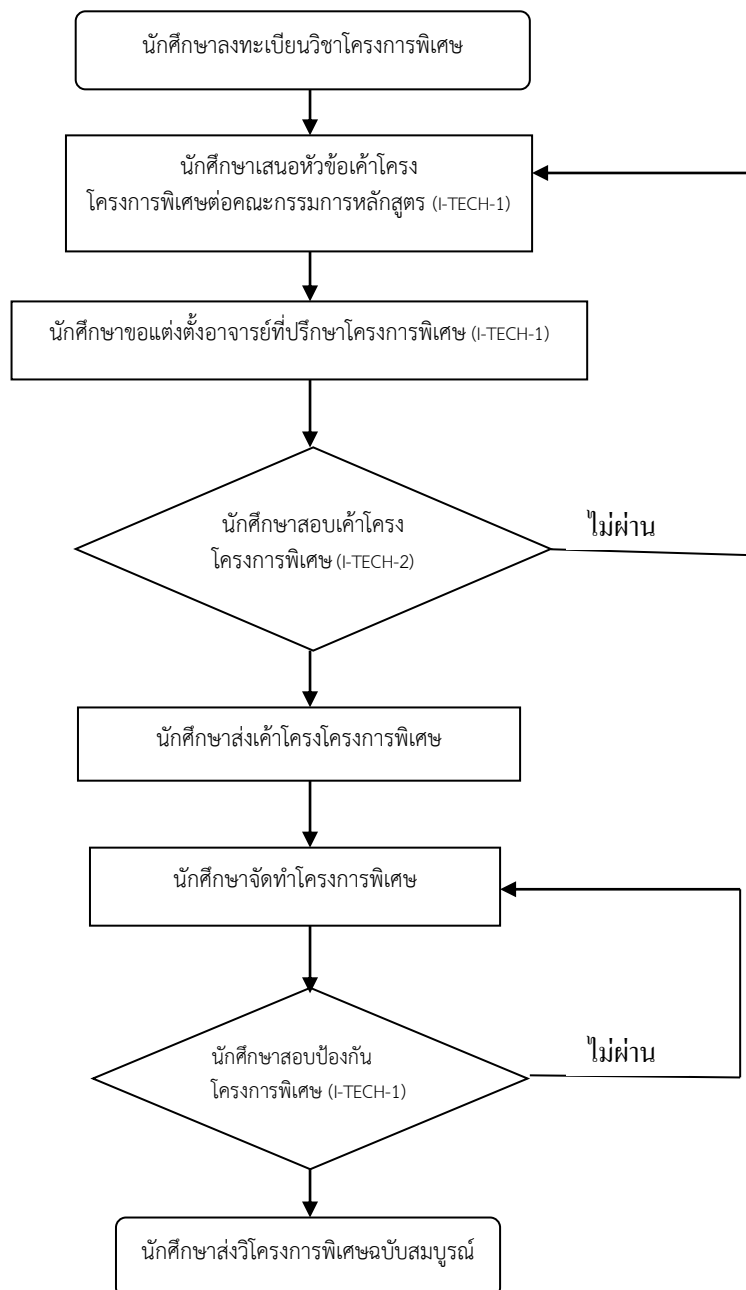 นักศึกษาลงทะเบียนวิชาโครงการพิเศษ
นักศึกษาเสนอหัวข้อเค้าโครง
โครงการพิเศษต่อคณะกรรมการหลักสูตร (I-TECH-1)
นักศึกษาขอแต่งตั้งอาจารย์ที่ปรึกษาโครงการพิเศษ (I-TECH-1)
นักศึกษาสอบเค้าโครง
โครงการพิเศษ (I-TECH-2)
ไม่ผ่าน
นักศึกษาส่งเค้าโครงโครงการพิเศษ
นักศึกษาจัดทำโครงการพิเศษ
นักศึกษาสอบป้องกัน
โครงการพิเศษ (I-TECH-1)
ไม่ผ่าน
นักศึกษาส่งวิโครงการพิเศษฉบับสมบูรณ์